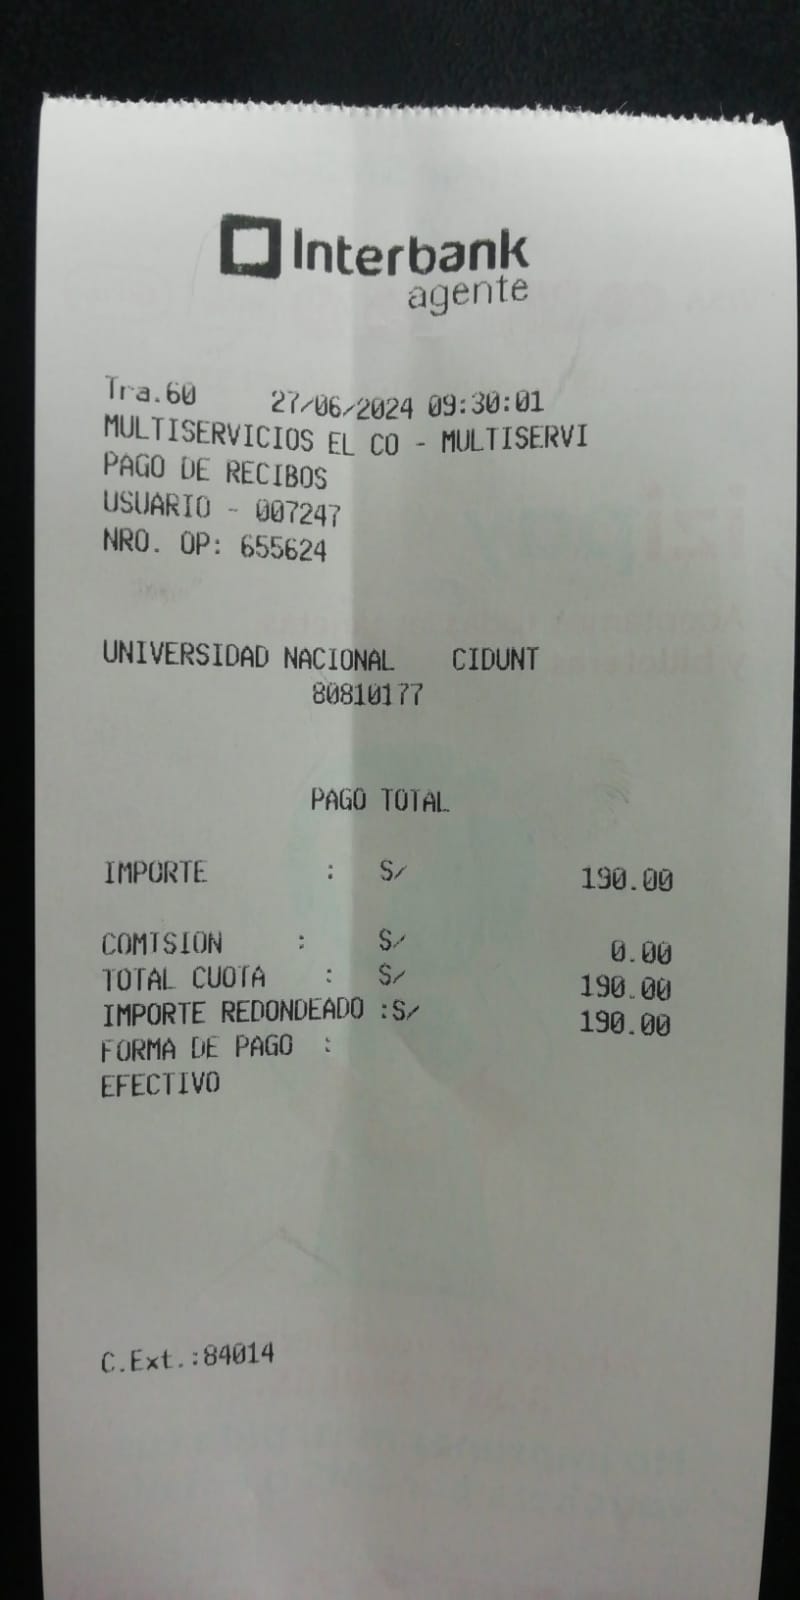 Interbank
agente
Tra.60 27/06/2024 09:30:01
MULTISERVICIOS EL CO - MULTISERVI
PAGO DE RECIBOS
USUARIO - 007247
NRO. OP: 655624
UNIVERSIDAD NACIONAL CIDUNT
80810177
PAGO TOTAL
IMPORTE : S/ 190.00
COMISION : S/ 0.00
TOTAL CUOTA : S/ 190.00
IMPORTE REDONDEADO :S/ 190.00
FORMA DE PAGO :
EFECTIVO
C.Ext.:84014